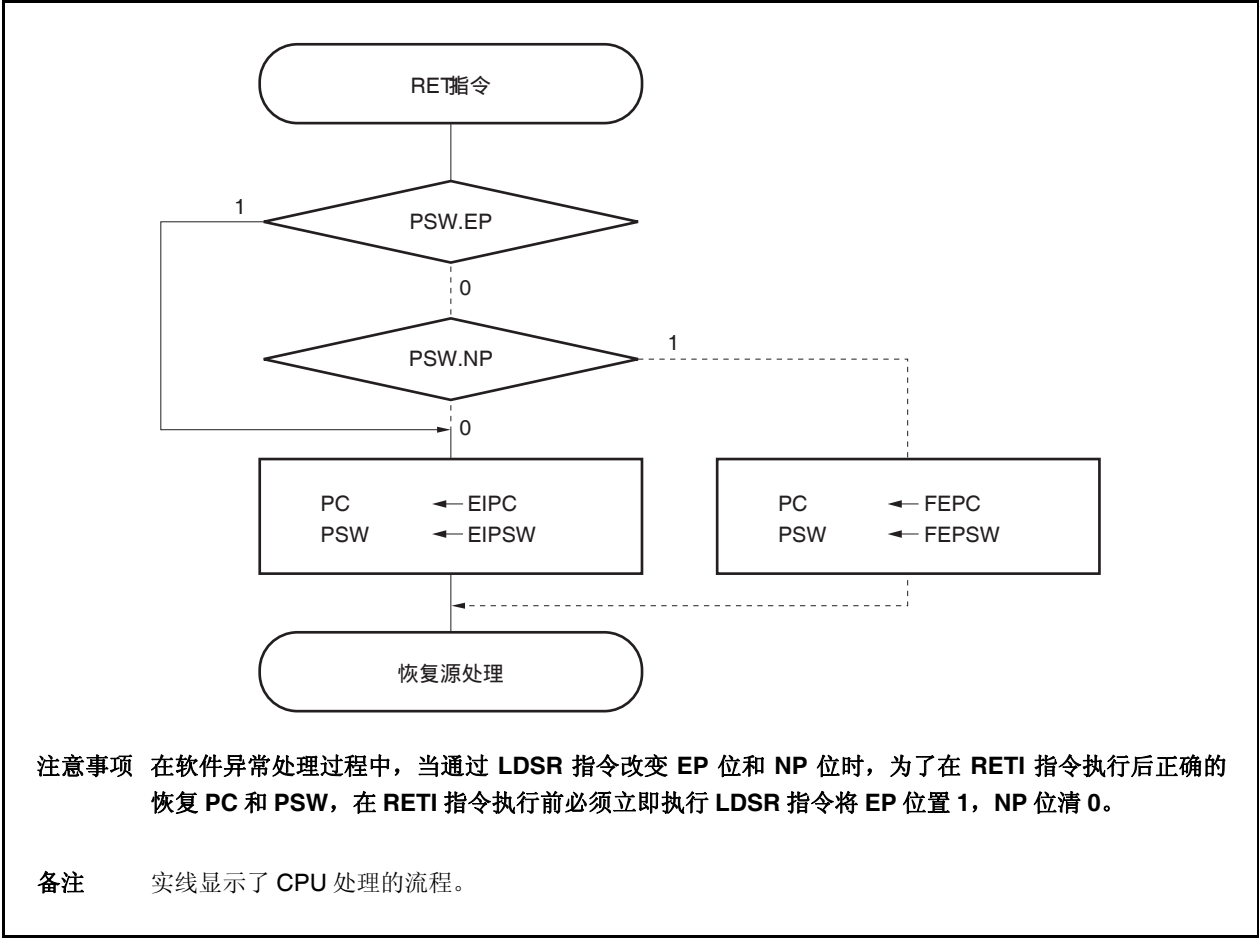 RETI指令
1
PSW.EP
0
PSW.NP
1
0
PC ← EIPC
PSW ← EIPSW
PC ← FEPC
PSW ← FEPSW
恢复源处理
注意事项 在软件异常处理过程中，当通过 LDSR 指令改变 EP 位和 NP 位时，为了在 RETI 指令执行后正确的
恢复 PC 和 PSW，在 RETI 指令执行前必须立即执行 LDSR 指令将 EP 位置 1，NP 位清 0。
备注 实线显示了 CPU 处理的流程。